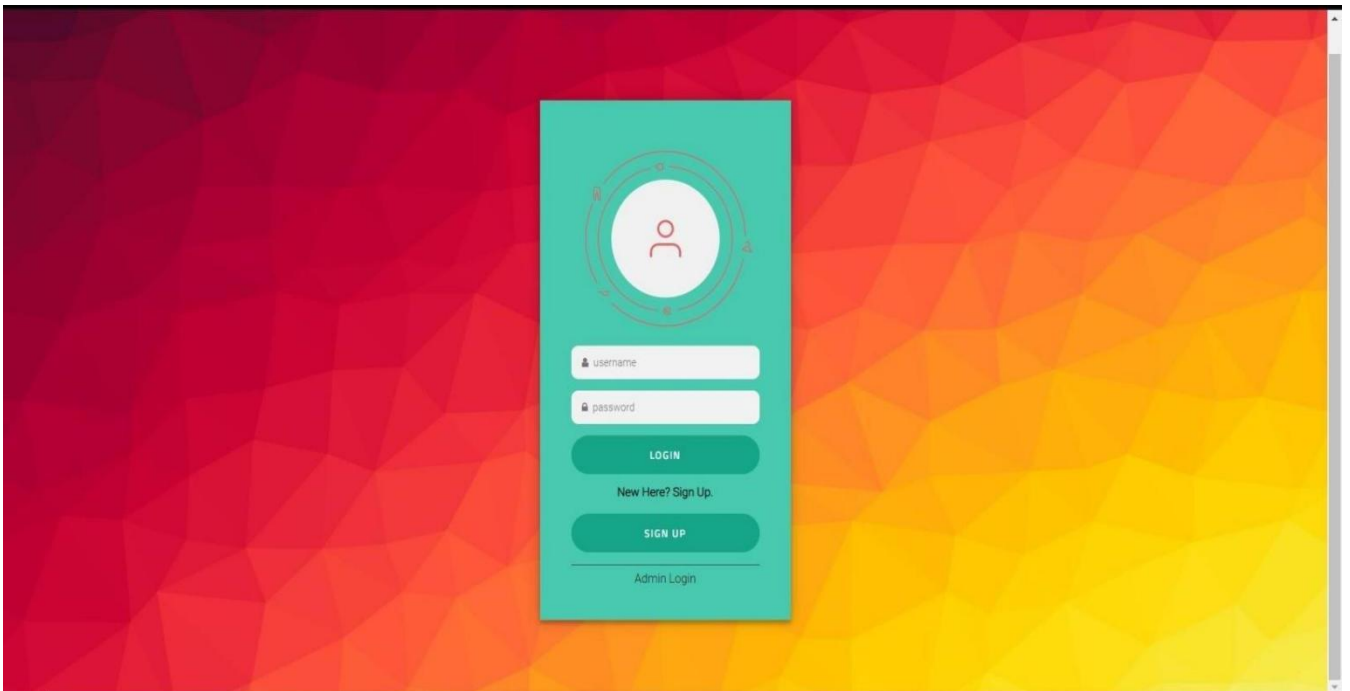 username
password
LOGIN
New Here? Sign Up.
SIGN UP
Admin Login